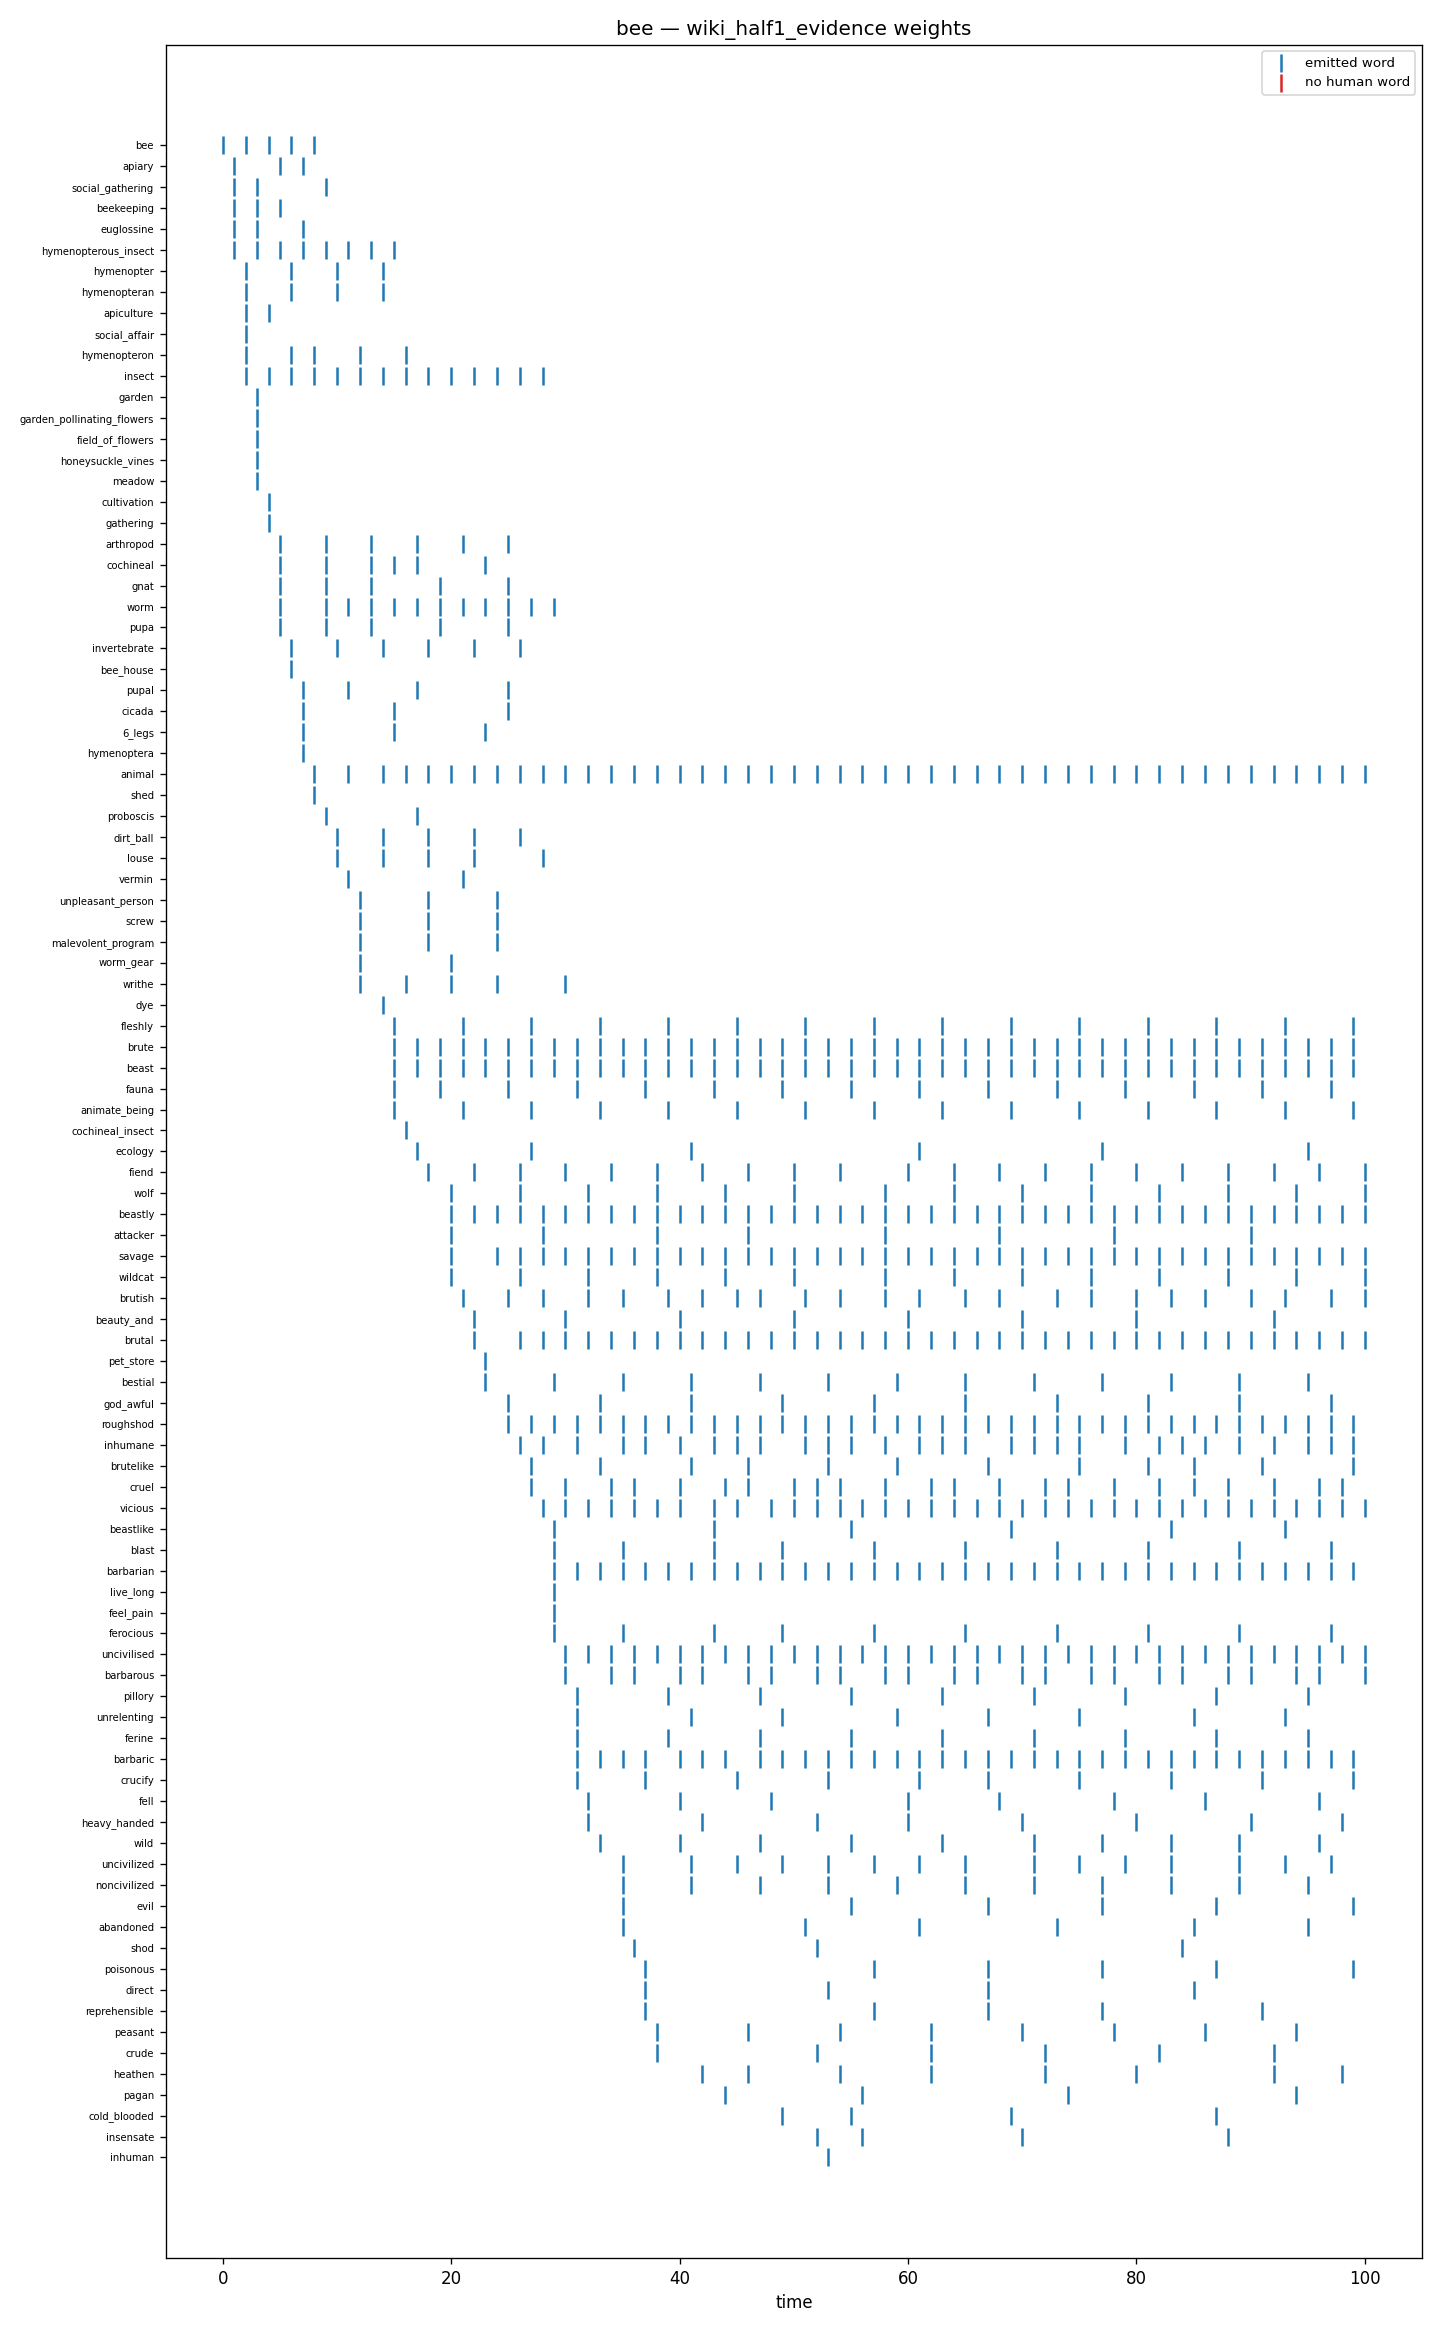 bee — wiki_half1_evidence weights
emitted word
no human word
bee
apiary
social_gathering
beekeeping
euglossine
hymenopterous_insect
hymenopter
hymenopteran
apiculture
social_affair
hymenopteron
insect
garden
garden_pollinating_flowers
field_of_flowers
honeysuckle_vines
meadow
cultivation
gathering
arthropod
cochineal
gnat
worm
pupa
invertebrate
bee_house
pupal
cicada
6_legs
hymenoptera
animal
shed
proboscis
dirt_ball
louse
vermin
unpleasant_person
screw
malevolent_program
worm_gear
writhe
dye
fleshly
brute
beast
fauna
animate_being
cochineal_insect
ecology
fiend
wolf
beastly
attacker
savage
wildcat
brutish
beauty_and
brutal
pet_store
bestial
god_awful
roughshod
inhumane
brutelike
cruel
vicious
beastlike
blast
barbarian
live_long
feel_pain
ferocious
uncivilised
barbarous
pillory
unrelenting
ferine
barbaric
crucify
fell
heavy_handed
wild
uncivilized
noncivilized
evil
abandoned
shod
poisonous
direct
reprehensible
peasant
crude
heathen
pagan
cold_blooded
insensate
inhuman
0 20 40 60 80 100
time